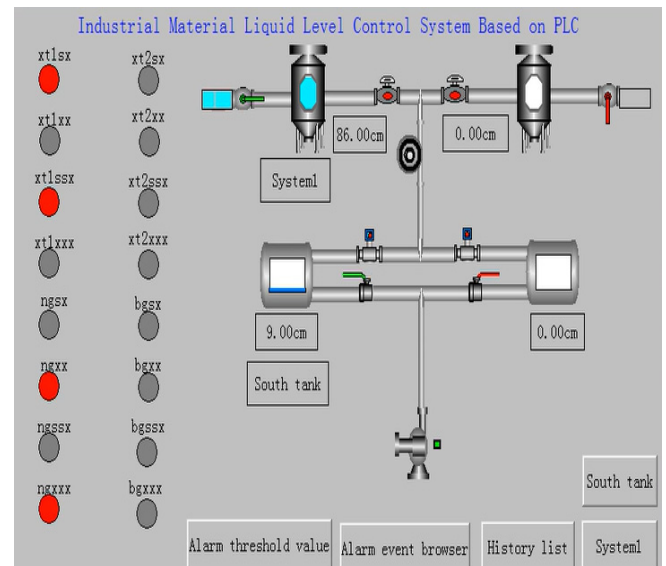 Industrial Material Liquid Level Control System Based on PLC
xt1sx
xt2sx
xt1xx
xt2xx
86.00cm
0.00cm
System1
xt1ssx
xt2ssx
xt1xxx
xt2xxx
ngsx
bgsx
9.00cm
0.00cm
ngxx
bgxx
South tank
ngssx
bgssx
ngxxx
bgxxx
South tank
Alarm threshold value
Alarm event browser
History list
System1